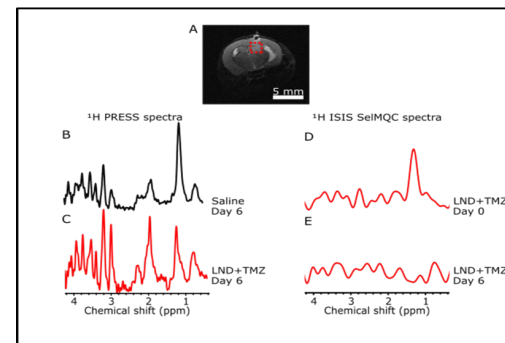 A
5 mm
¹H PRESS spectra
¹H ISIS SelMQC spectra
B
Saline
Day 6
C
LND+TMZ
Day 6
4 3 2 1
Chemical shift (ppm)
D
LND+TMZ
Day 0
E
LND+TMZ
Day 6
4 3 2 1
Chemical shift (ppm)